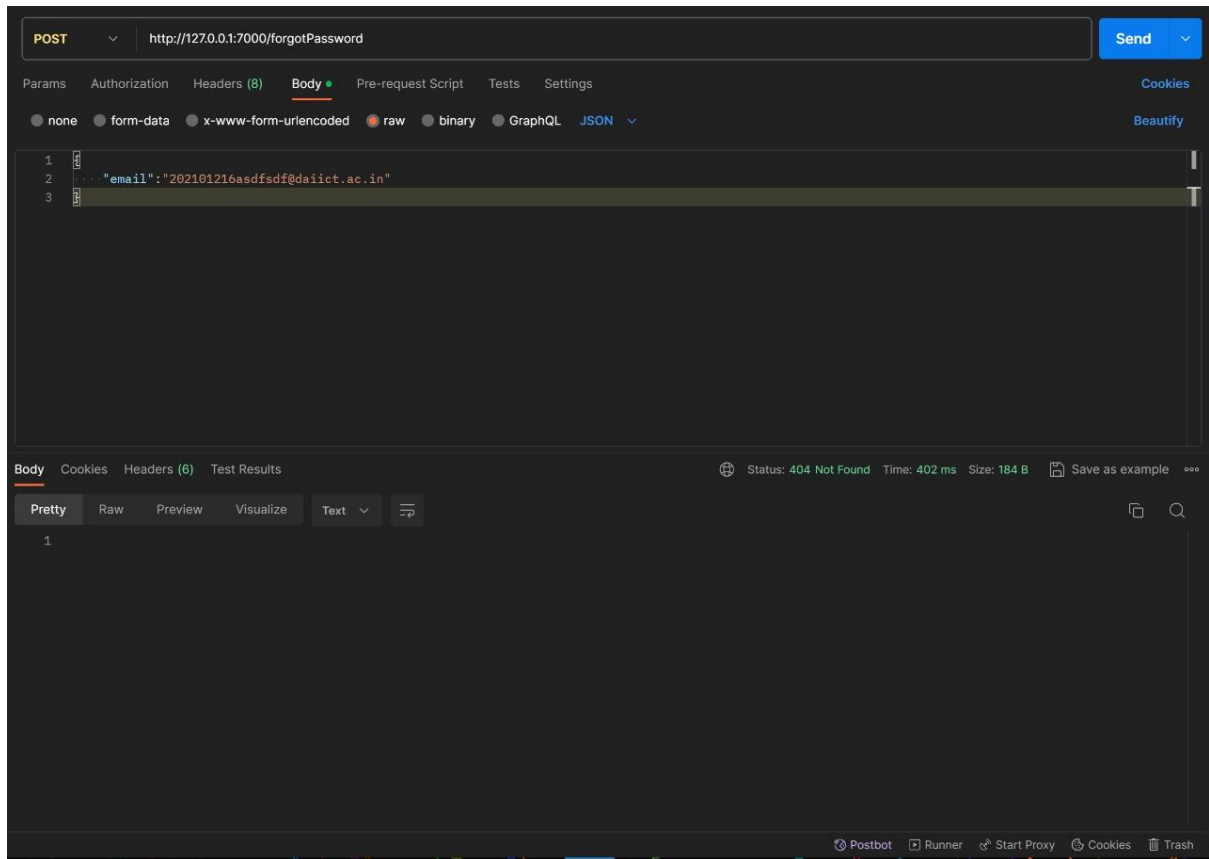 POST http://127.0.0.1:7000/forgotPassword Send
Params Authorization Headers (8) Body Pre-request Script Tests Settings Cookies
none form-data x-www-form-urlencoded raw binary GraphQL JSON Beautify
1 {
2 "email":"202101216asdfsdf@daiict.ac.in"
3 }
Body Cookies Headers (6) Test Results Status: 404 Not Found Time: 402 ms Size: 184 B Save as example
Pretty Raw Preview Visualize Text
1
Postbot Runner Start Proxy Cookies Trash